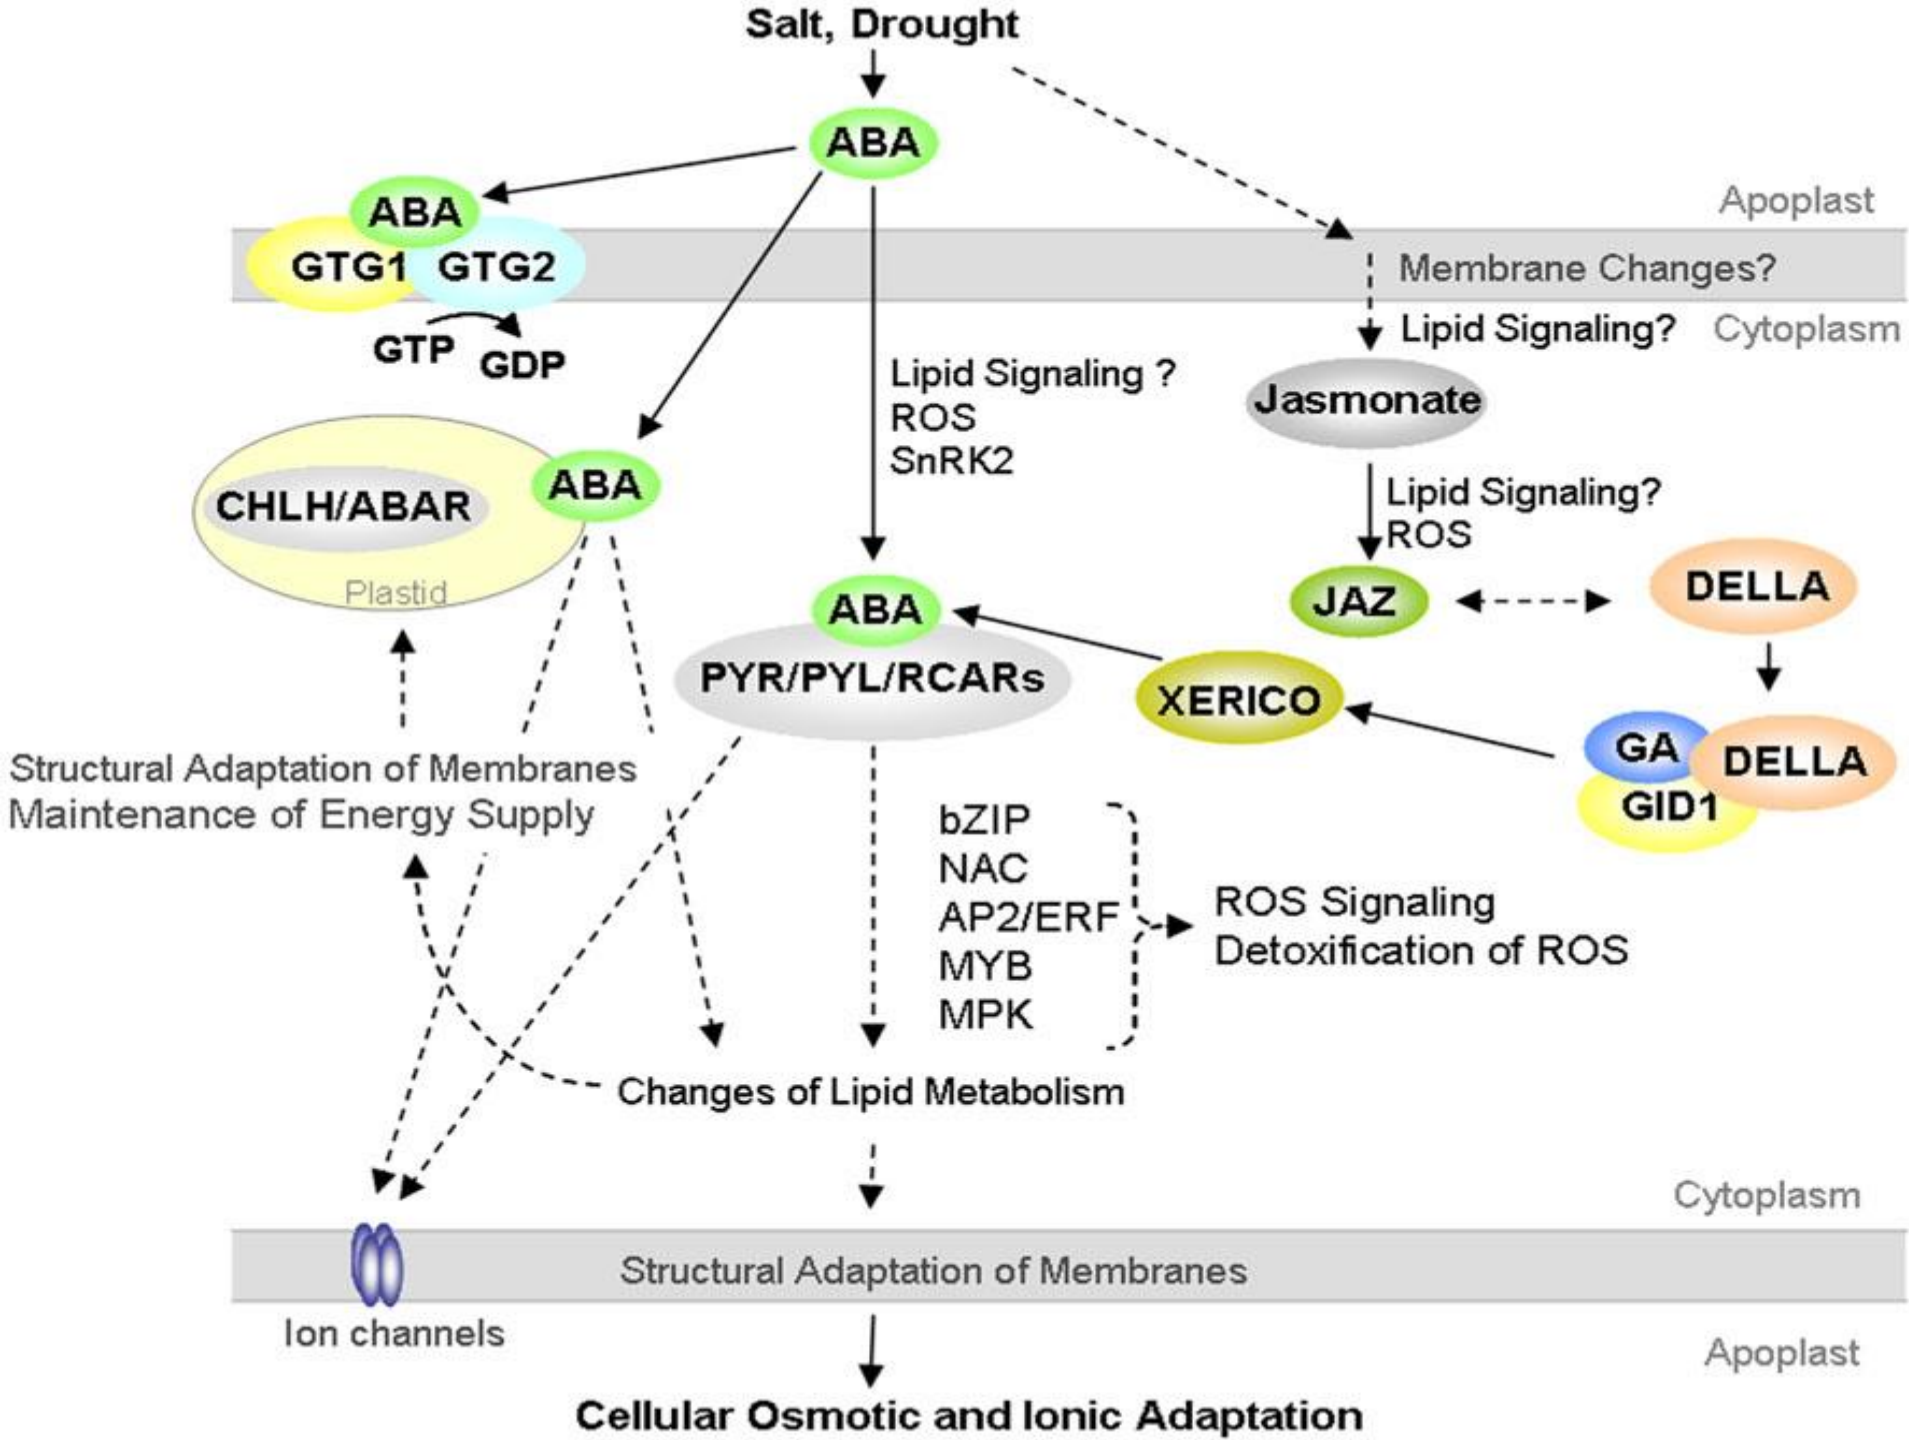 Salt, Drought
ABA
Apoplast
ABA
GTG1 GTG2
Membrane Changes?
GTP
GDP
Lipid Signaling?
Cytoplasm
Lipid Signaling ?
ROS
SnRK2
Jasmonate
CHLH/ABAR
ABA
Plastid
Lipid Signaling?
ROS
JAZ
DELLA
ABA
PYR/PYL/RCARs
XERICO
GA
DELLA
GID1
Structural Adaptation of Membranes
Maintenance of Energy Supply
bZIP
NAC
AP2/ERF
MYB
MPK
ROS Signaling
Detoxification of ROS
Changes of Lipid Metabolism
Cytoplasm
Structural Adaptation of Membranes
Ion channels
Apoplast
Cellular Osmotic and Ionic Adaptation